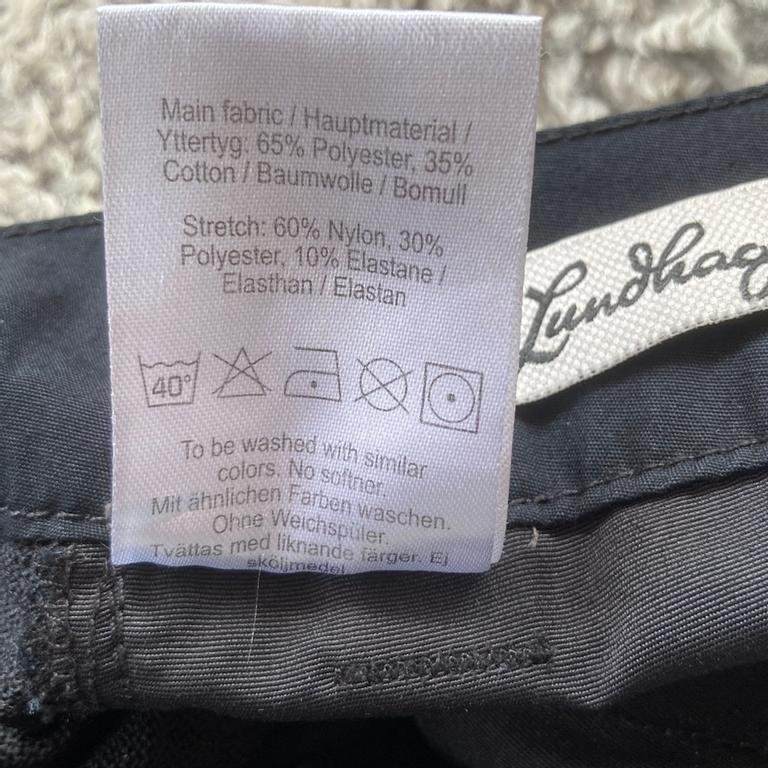 Main fabric / Hauptmaterial /
Yttertyg: 65% Polyester, 35%
Cotton / Baumwolle / Bomull
Stretch: 60% Nylon, 30%
Polyester, 10% Elastane /
Elasthan / Elastan
40°
To be washed with similar
colors. No softner.
Mit ähnlichen Farben waschen.
Ohne Weichspüler.
Tvättas med liknande färger. Ej
sköljmedel
Lundhag